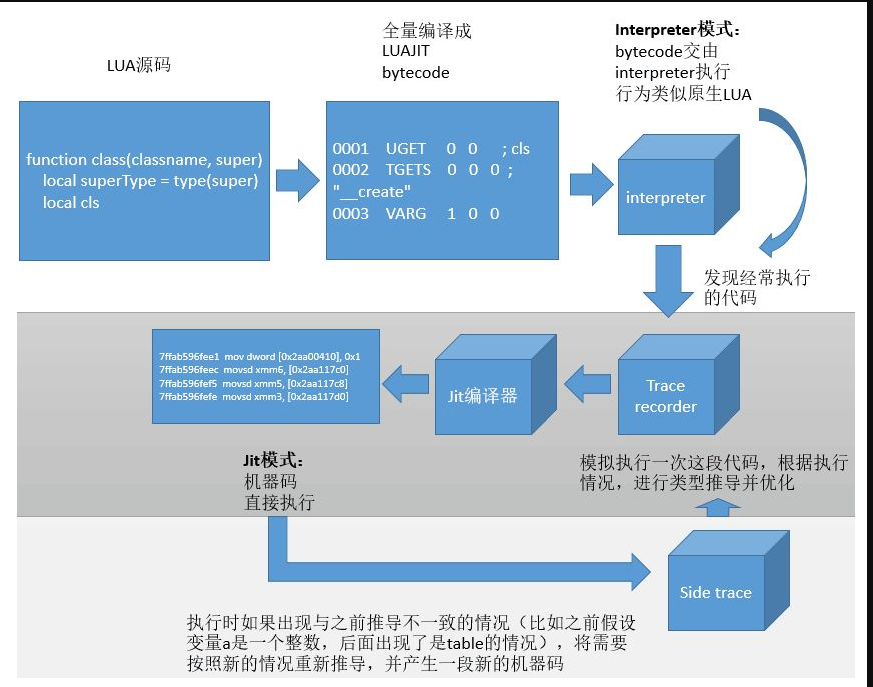 LUA源码
全量编译成
LUAJIT
bytecode
Interpreter模式：
bytecode交由
interpreter执行
行为类似原生LUA
function class(classname, super)
local superType = type(super)
local cls
0001 UGET 0 0 ; cls
0002 TGETS 0 0 0 ;
"__create"
0003 VARG 1 0 0
interpreter
发现经常执行
的代码
7ffab596fee1 mov dword [0x2aa00410], 0x1
7ffab596feec movsd xmm6, [0x2aa117c0]
7ffab596fef5 movsd xmm5, [0x2aa117c8]
7ffab596fefe movsd xmm3, [0x2aa117d0]
Jit编译器
Trace
recorder
Jit模式：
机器码
直接执行
模拟执行一次这段代码，根据执行
情况，进行类型推导并优化
Side trace
执行时如果出现与之前推导不一致的情况（比如之前假设
变量a是一个整数，后面出现了是table的情况），将需要
按照新的情况重新推导，并产生一段新的机器码